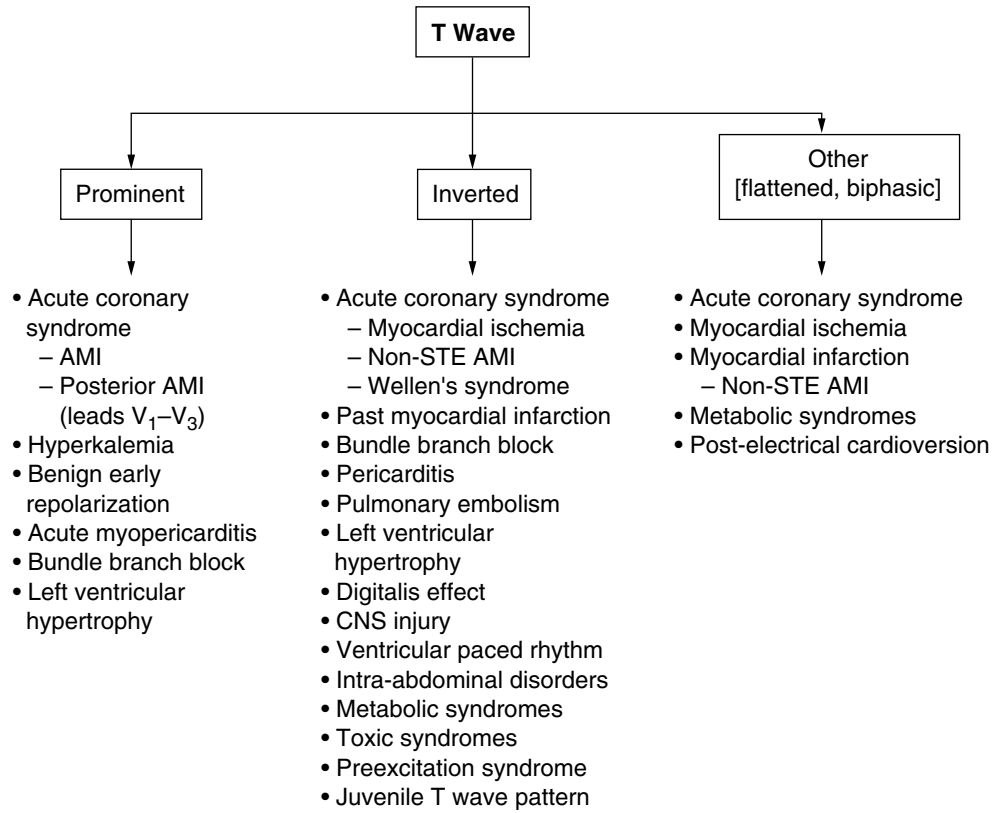 T Wave
Prominent
Inverted
Other
[flattened, biphasic]
• Acute coronary
syndrome
– AMI
– Posterior AMI
(leads V1–V3)
• Hyperkalemia
• Benign early
repolarization
• Acute myopericarditis
• Bundle branch block
• Left ventricular
hypertrophy
• Acute coronary syndrome
– Myocardial ischemia
– Non-STE AMI
– Wellen's syndrome
• Past myocardial infarction
• Bundle branch block
• Pericarditis
• Pulmonary embolism
• Left ventricular
hypertrophy
• Digitalis effect
• CNS injury
• Ventricular paced rhythm
• Intra-abdominal disorders
• Metabolic syndromes
• Toxic syndromes
• Preexcitation syndrome
• Juvenile T wave pattern
• Acute coronary syndrome
• Myocardial ischemia
• Myocardial infarction
– Non-STE AMI
• Metabolic syndromes
• Post-electrical cardioversion